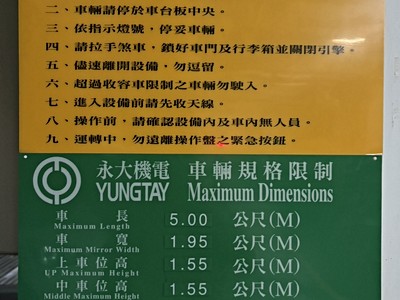 二、車輛請停於車台板中央。
三、依指示燈號，停妥車輛。
四、請拉手煞車，鎖好車門及行李箱並關閉引擎。
五、儘速離開設備，勿逗留。
六、超過收容車限制之車輛勿駛入。
七、進入設備前請先收天線。
八、操作前，請確認設備內及車內無人員。
九、運轉中，勿遠離操作盤之緊急按鈕。
永大機電 車輛規格限制
YUNGTAY Maximum Dimensions
車長 5.00 公尺(M)
Maximum Length
車寬 1.95 公尺(M)
Maximum Mirror Width
上車位高 1.55 公尺(M)
UP Maximum Height
中車位高 1.55 公尺(M)
Middle Maximum Height